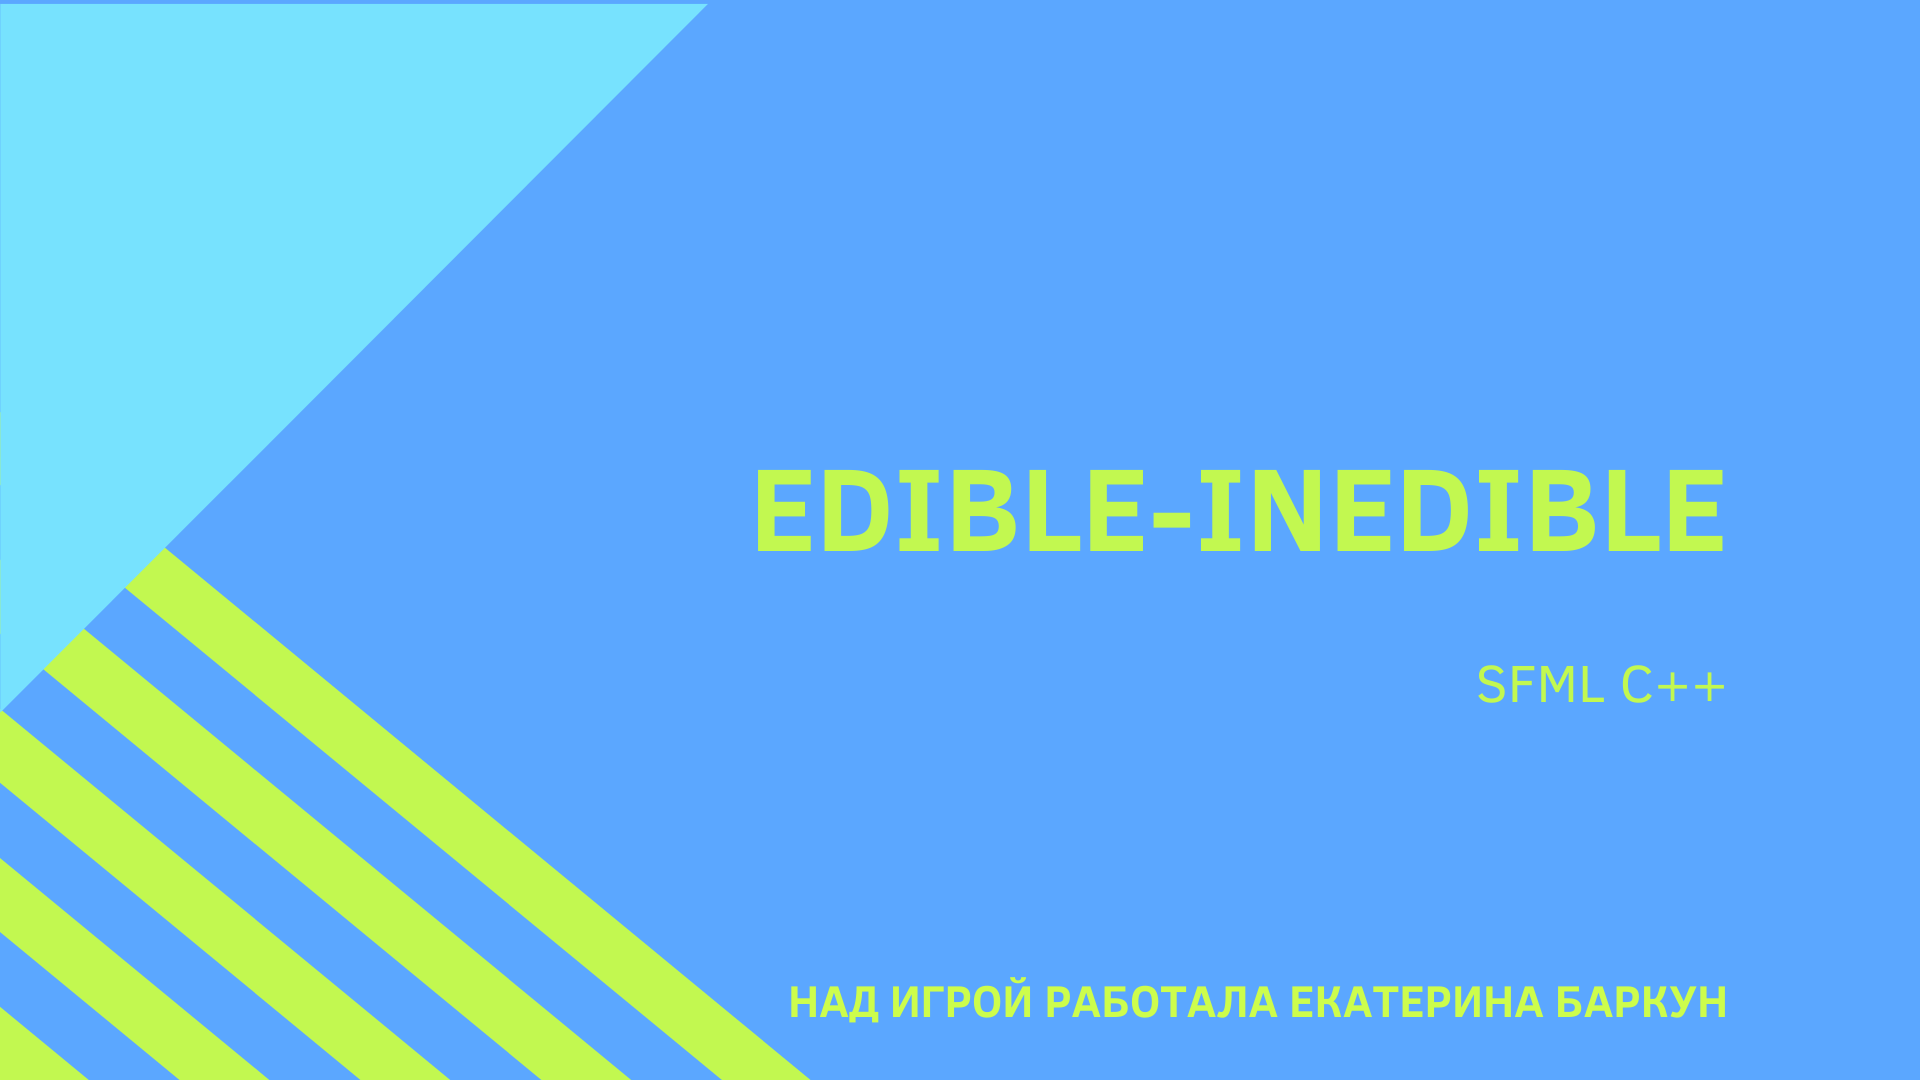 EDIBLE-INEDIBLE
SFML C++
НАД ИГРОЙ РАБОТАЛА ЕКАТЕРИНА БАРКУН